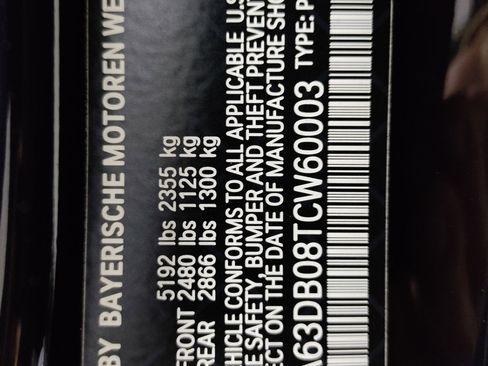 BY BAYERISCHE MOTOREN WE
5192 lbs 2355 kg
FRONT 2480 lbs 1125 kg
REAR 2866 lbs 1300 kg
HICLE CONFORMS TO ALL APPLICABLE U.S
E SAFETY, BUMPER AND THEFT PREVENT
ECT ON THE DATE OF MANUFACTURE SHO
A63DB08TCW60003 TYPE: P